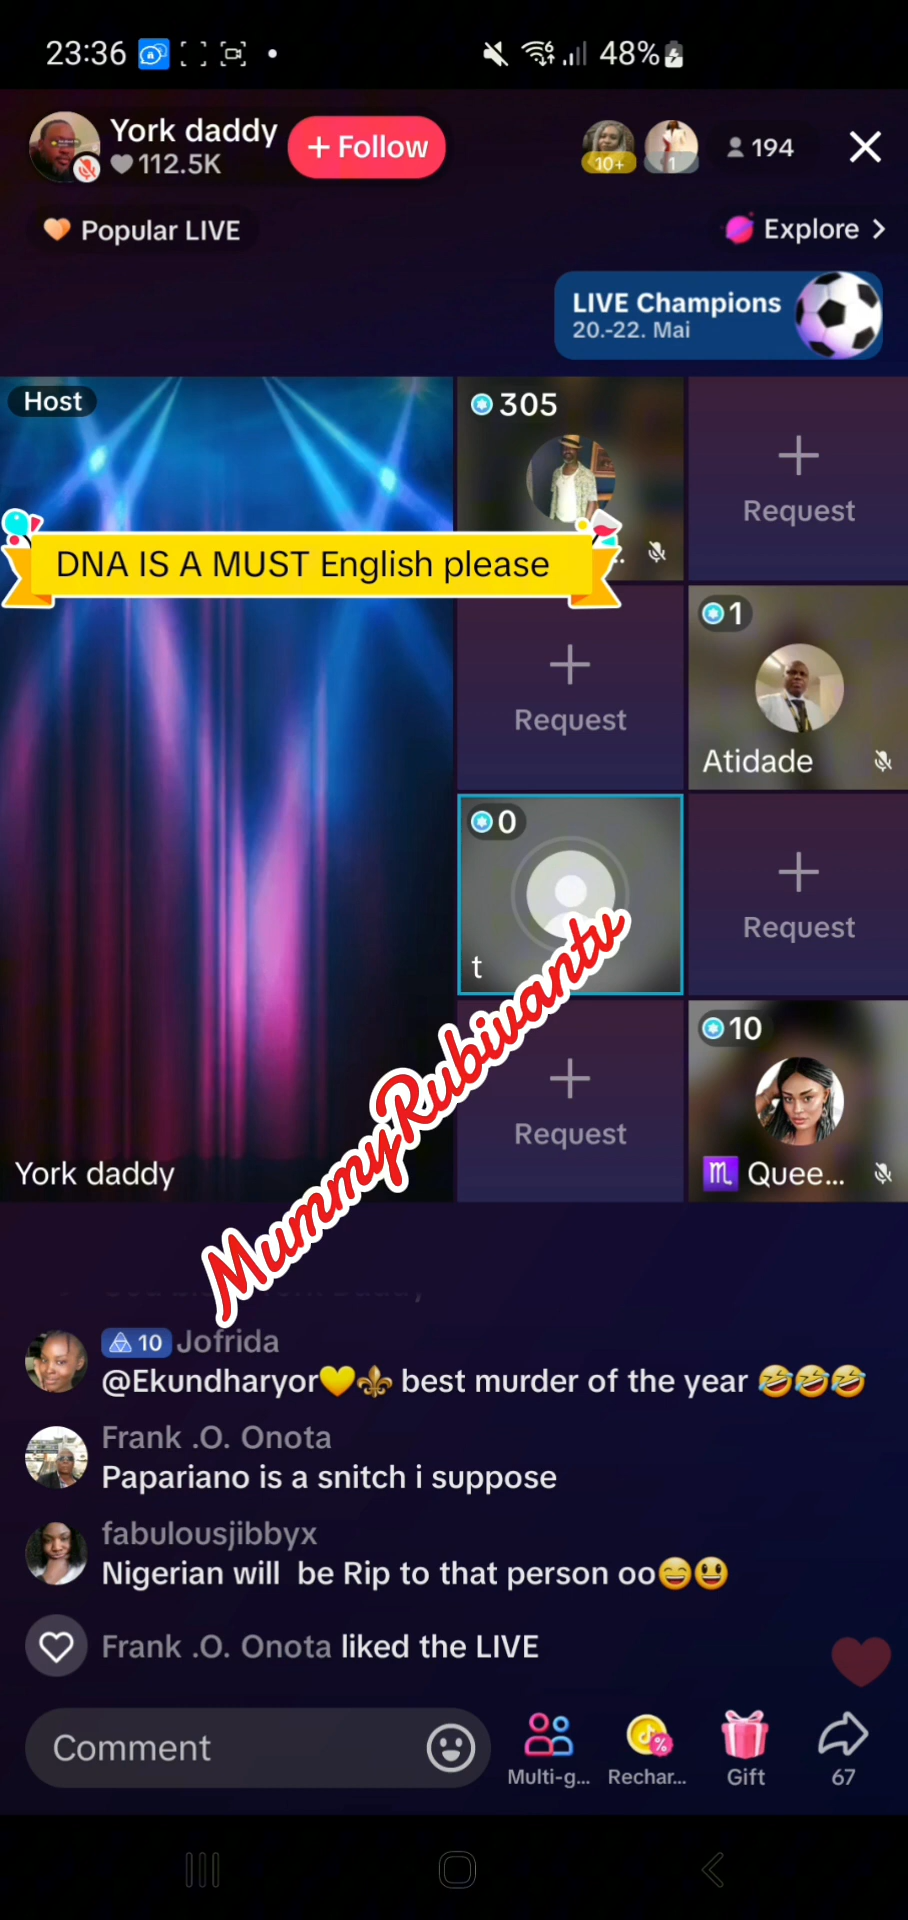 23:36
48%
York daddy
112.5K
+ Follow
10+
1
194
Popular LIVE
Explore >
LIVE Champions
20.-22. Mai
Host
305
Request
DNA IS A MUST English please
Request
1
Atidade
0
t
Request
10
Request
York daddy
Quee...
MummyRubivantv
10 Jofrida
@Ekundharyor💛⚜️ best murder of the year 🤣🤣🤣
Frank .O. Onota
Papariano is a snitch i suppose
fabulousjibbyx
Nigerian will be Rip to that person oo😄😃
Frank .O. Onota liked the LIVE
Comment
Multi-g...
Rechar...
Gift
67